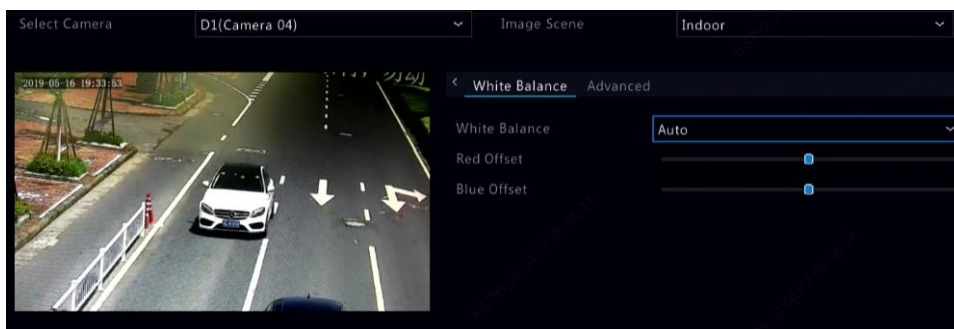 Select Camera
D1(Camera 04)
Image Scene
Indoor
2019-05-16 19:33:53
White Balance
Advanced
White Balance
Auto
Red Offset
Blue Offset